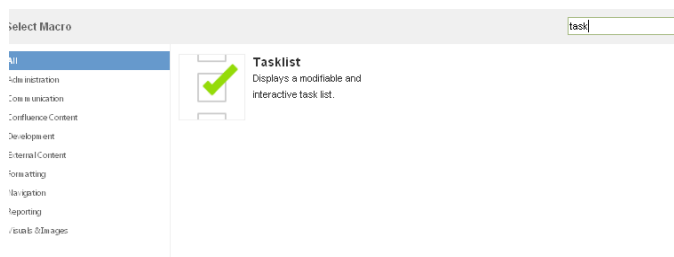 Select Macro
task
All
Administration
Communication
Confluence Content
Development
External Content
Formatting
Navigation
Reporting
Visuals & Images
Tasklist
Displays a modifiable and
interactive task list.